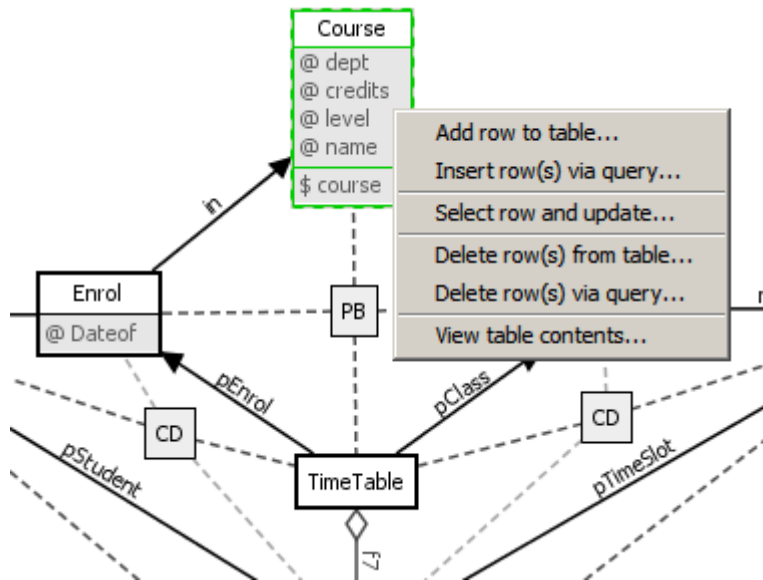 Course
@ dept
@ credits
@ level
@ name
$ course
Add row to table...
Insert row(s) via query...
Select row and update...
Delete row(s) from table...
Delete row(s) via query...
View table contents...
in
Enrol
@ Dateof
PB
pEnrol
pClass
CD
CD
pStudent
pTimeSlot
TimeTable
f7